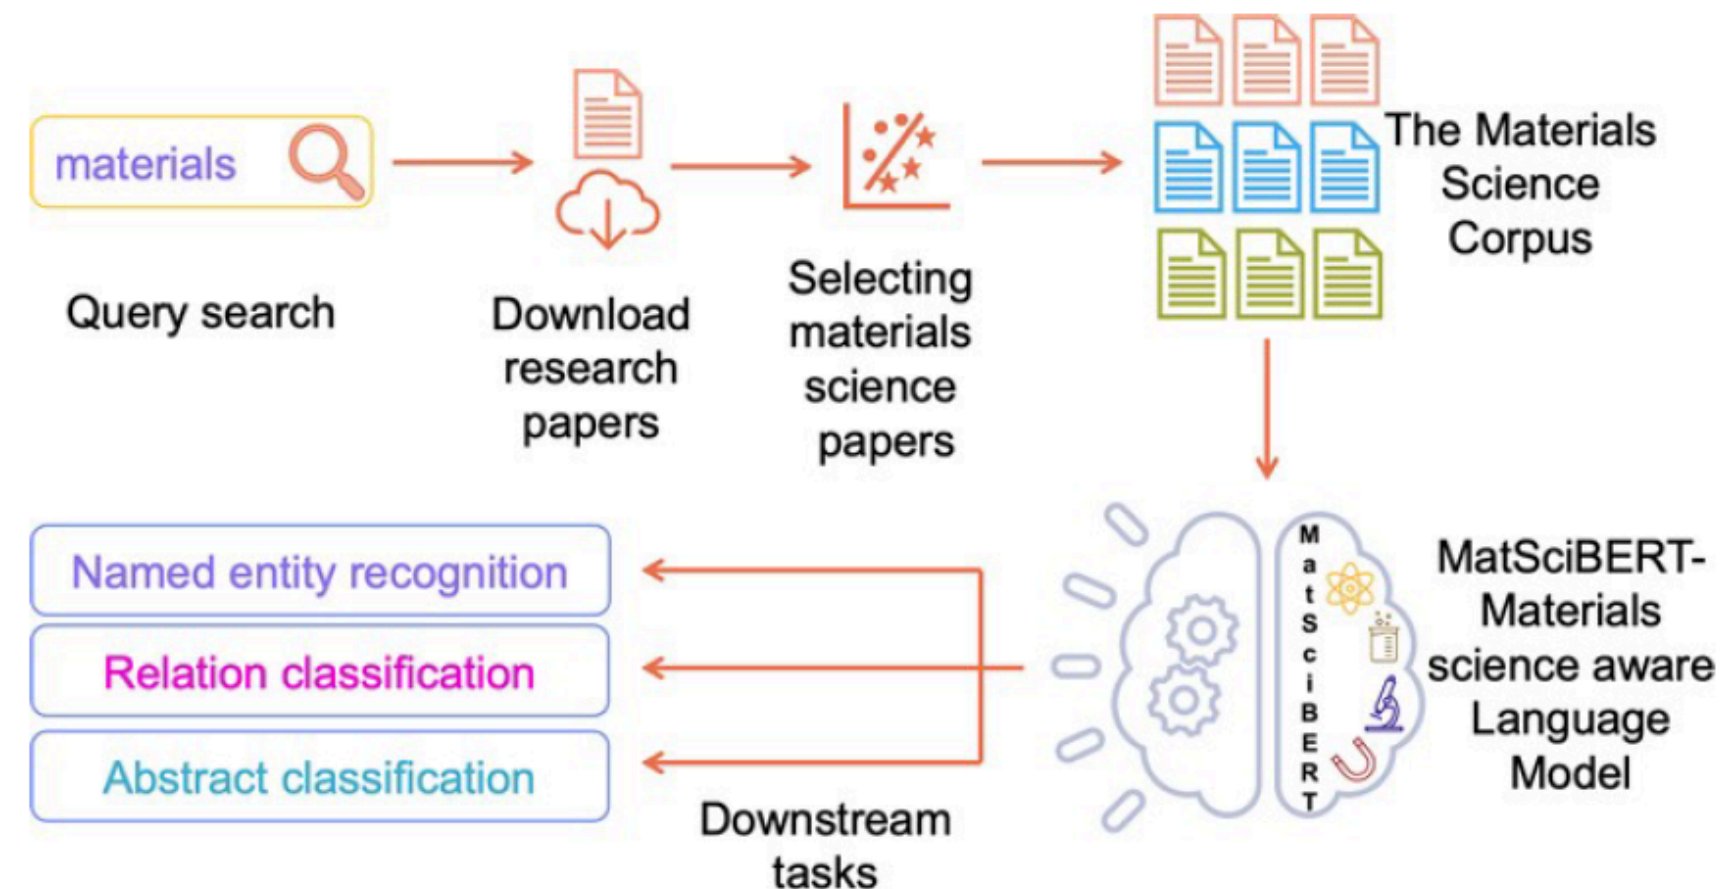 materials
Query search
Download
research
papers
Selecting
materials
science
papers
The Materials
Science
Corpus
MatSciBERT
MatSciBERT-
Materials
science aware
Language
Model
Named entity recognition
Relation classification
Abstract classification
Downstream
tasks